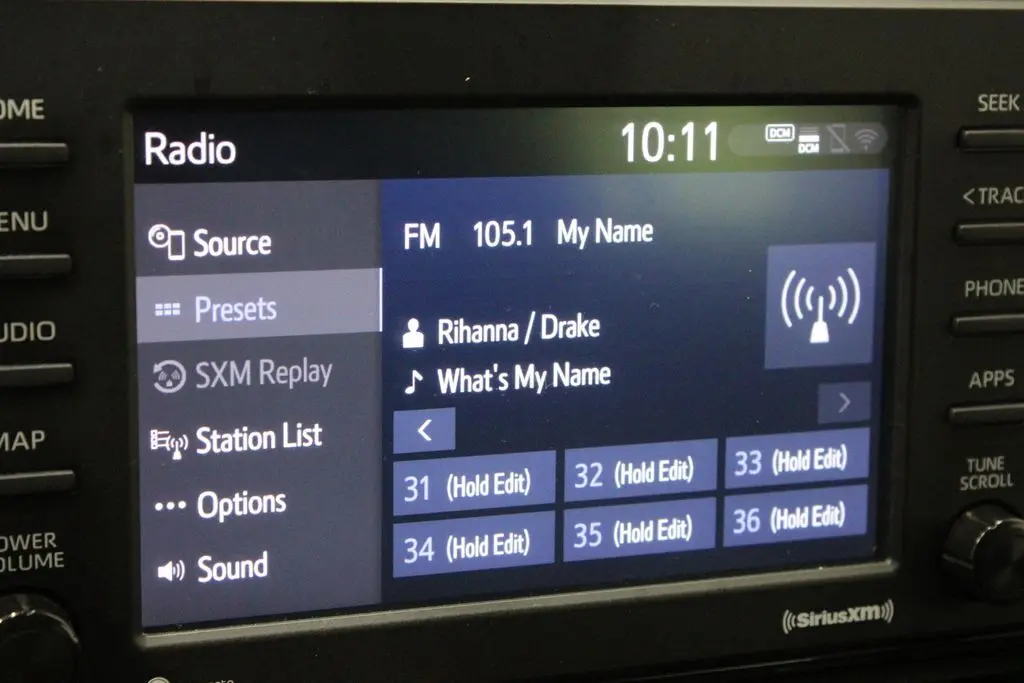 Radio
10:11
DCM
DCM
OME
ENU
UDIO
MAP
OWER
OLUME
Source
Presets
SXM Replay
Station List
Options
Sound
FM 105.1 My Name
Rihanna / Drake
What's My Name
<
>
31 (Hold Edit)
32 (Hold Edit)
33 (Hold Edit)
34 (Hold Edit)
35 (Hold Edit)
36 (Hold Edit)
SEEK
<TRAC
PHONE
APPS
TUNE
SCROLL
((SiriusXM))